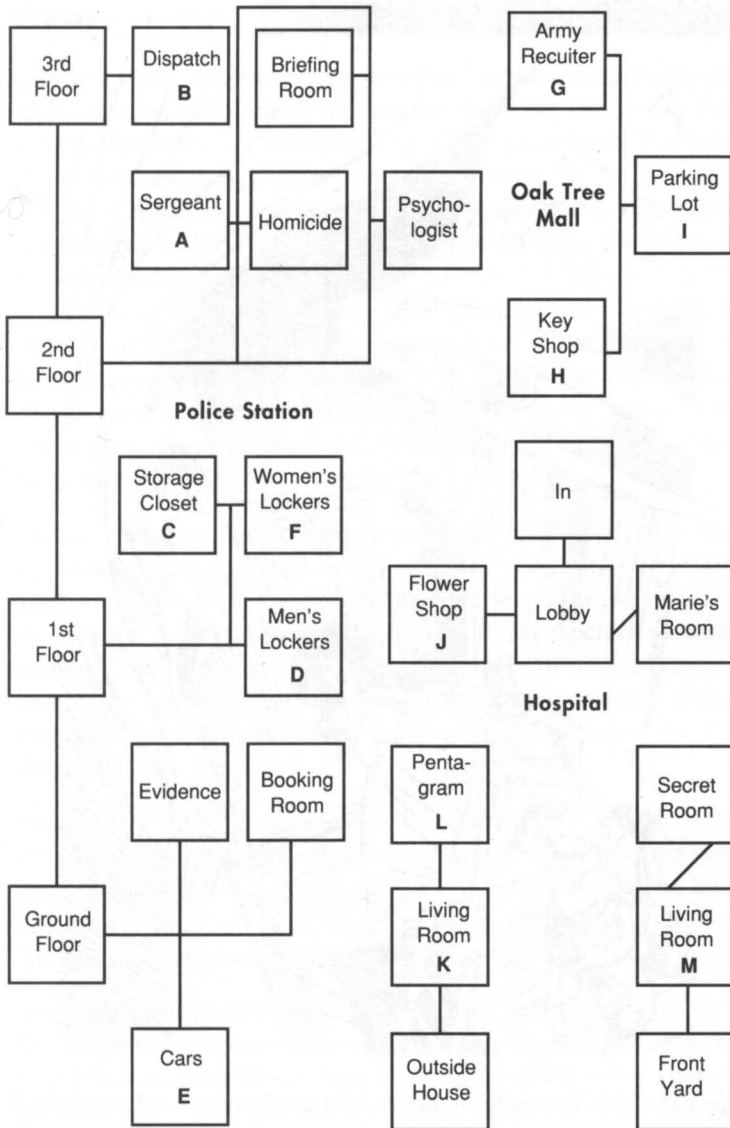 3rd
Floor
Dispatch
B
Briefing
Room
Army
Recuiter
G
Sergeant
A
Homicide
Psycho-
logist
Oak Tree
Mall
Parking
Lot
I
2nd
Floor
Key
Shop
H
Police Station
Storage
Closet
C
Women's
Lockers
F
In
1st
Floor
Men's
Lockers
D
Flower
Shop
J
Lobby
Marie's
Room
Hospital
Evidence
Booking
Room
Penta-
gram
L
Secret
Room
Ground
Floor
Living
Room
K
Living
Room
M
Cars
E
Outside
House
Front
Yard